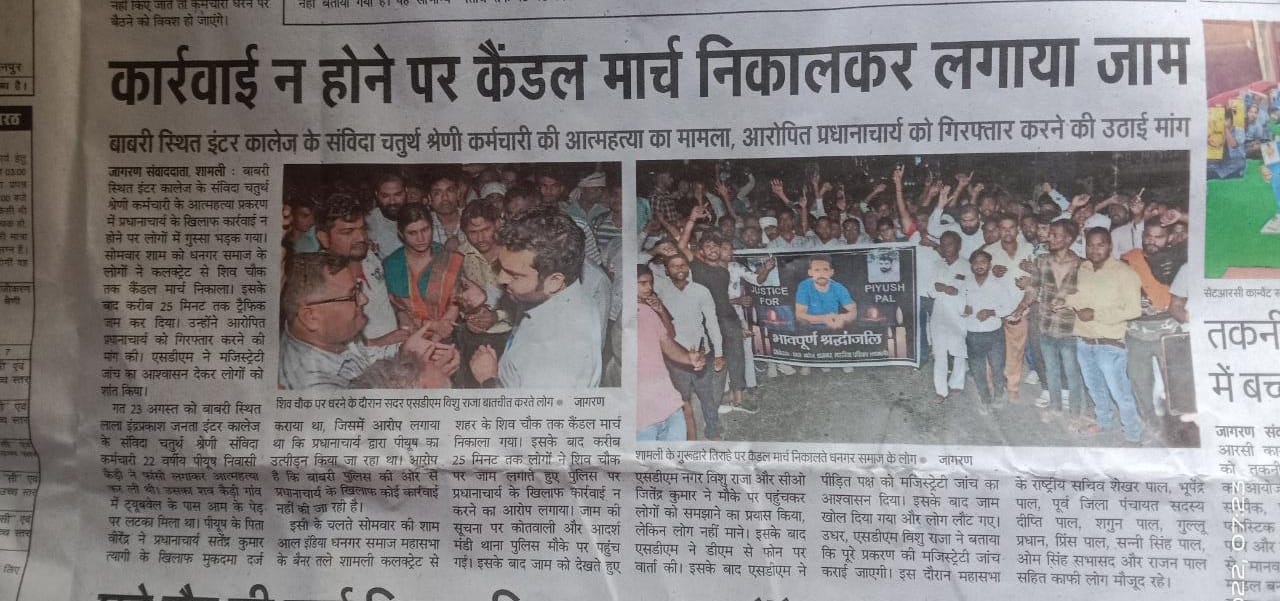 नहीं किए जाते तो कर्मचारी धरने पर
बैठने को विवश हो जाएंगे।
कार्रवाई न होने पर कैंडल मार्च निकालकर लगाया जाम
बाबरी स्थित इंटर कालेज के संविदा चतुर्थ श्रेणी कर्मचारी की आत्महत्या का मामला, आरोपित प्रधानाचार्य को गिरफ्तार करने की उठाई मांग
जागरण संवाददाता, शामली : बाबरी
स्थित इंटर कालेज के संविदा चतुर्थ
श्रेणी कर्मचारी के आत्महत्या प्रकरण
में प्रधानाचार्य के खिलाफ कार्रवाई न
होने पर लोगों में गुस्सा भड़क गया।
सोमवार शाम को धनगर समाज के
लोगों ने कलक्ट्रेट से शिव चौक
तक कैंडल मार्च निकाला। इसके
बाद करीब 25 मिनट तक ट्रैफिक
जाम कर दिया। उन्होंने आरोपित
प्रधानाचार्य को गिरफ्तार करने की
मांग की। एसडीएम ने मजिस्ट्रेटी
जांच का आश्वासन देकर लोगों को
शांत किया।
गत 23 अगस्त को बाबरी स्थित
लाला इंद्रप्रकाश जनता इंटर कालेज
के संविदा चतुर्थ श्रेणी संविदा
कर्मचारी 22 वर्षीय पीयूष निवासी
कैड़ी ने फांसी लगाकर आत्महत्या
कर ली थी। उसका शव कैड़ी गांव
में ट्यूबवेल के पास आम के पेड़
पर लटका मिला था। पीयूष के पिता
वीरेंद्र ने प्रधानाचार्य सतेंद्र कुमार
त्यागी के खिलाफ मुकदमा दर्ज
शिव चौक पर धरने के दौरान सदर एसडीएम विशु राजा बातचीत करते लोग ● जागरण
कराया था, जिसमें आरोप लगाया
था कि प्रधानाचार्य द्वारा पीयूष का
उत्पीड़न किया जा रहा था। आरोप
है कि बाबरी पुलिस की ओर से
प्रधानाचार्य के खिलाफ कोई कार्रवाई
नहीं की जा रही है।
इसी के चलते सोमवार की शाम
आल इंडिया धनगर समाज महासभा
के बैनर तले शामली कलक्ट्रेट से
शहर के शिव चौक तक कैंडल मार्च
निकाला गया। इसके बाद करीब
25 मिनट तक लोगों ने शिव चौक
पर जाम लगाते हुए पुलिस पर
प्रधानाचार्य के खिलाफ कार्रवाई न
करने का आरोप लगाया। जाम की
सूचना पर कोतवाली और आदर्श
मंडी थाना पुलिस मौके पर पहुंच
गई। इसके बाद जाम को देखते हुए
JUSTICE
FOR
PIYUSH
PAL
भावपूर्ण श्रद्धांजलि
शामली के गुरूद्वारे तिराहे पर कैंडल मार्च निकालते धनगर समाज के लोग ● जागरण
एसडीएम नगर विशु राजा और सीओ
जितेंद्र कुमार ने मौके पर पहुंचकर
लोगों को समझाने का प्रयास किया,
लेकिन लोग नहीं माने। इसके बाद
एसडीएम ने डीएम से फोन पर
वार्ता की। इसके बाद एसडीएम ने
पीड़ित पक्ष को मजिस्ट्रेटी जांच का
आश्वासन दिया। इसके बाद जाम
खोल दिया गया और लोग लौट गए।
उधर, एसडीएम विशु राजा ने बताया
कि पूरे प्रकरण की मजिस्ट्रेटी जांच
कराई जाएगी। इस दौरान महासभा
के राष्ट्रीय सचिव शेखर पाल, भूपेंद्र
पाल, पूर्व जिला पंचायत सदस्य
दीप्ति पाल, शगुन पाल, गुल्लू
प्रधान, प्रिंस पाल, सन्नी सिंह पाल,
ओम सिंह सभासद और राजन पाल
सहित काफी लोग मौजूद रहे।
सेंटआरसी कान्वेंट
तकनी
में बच